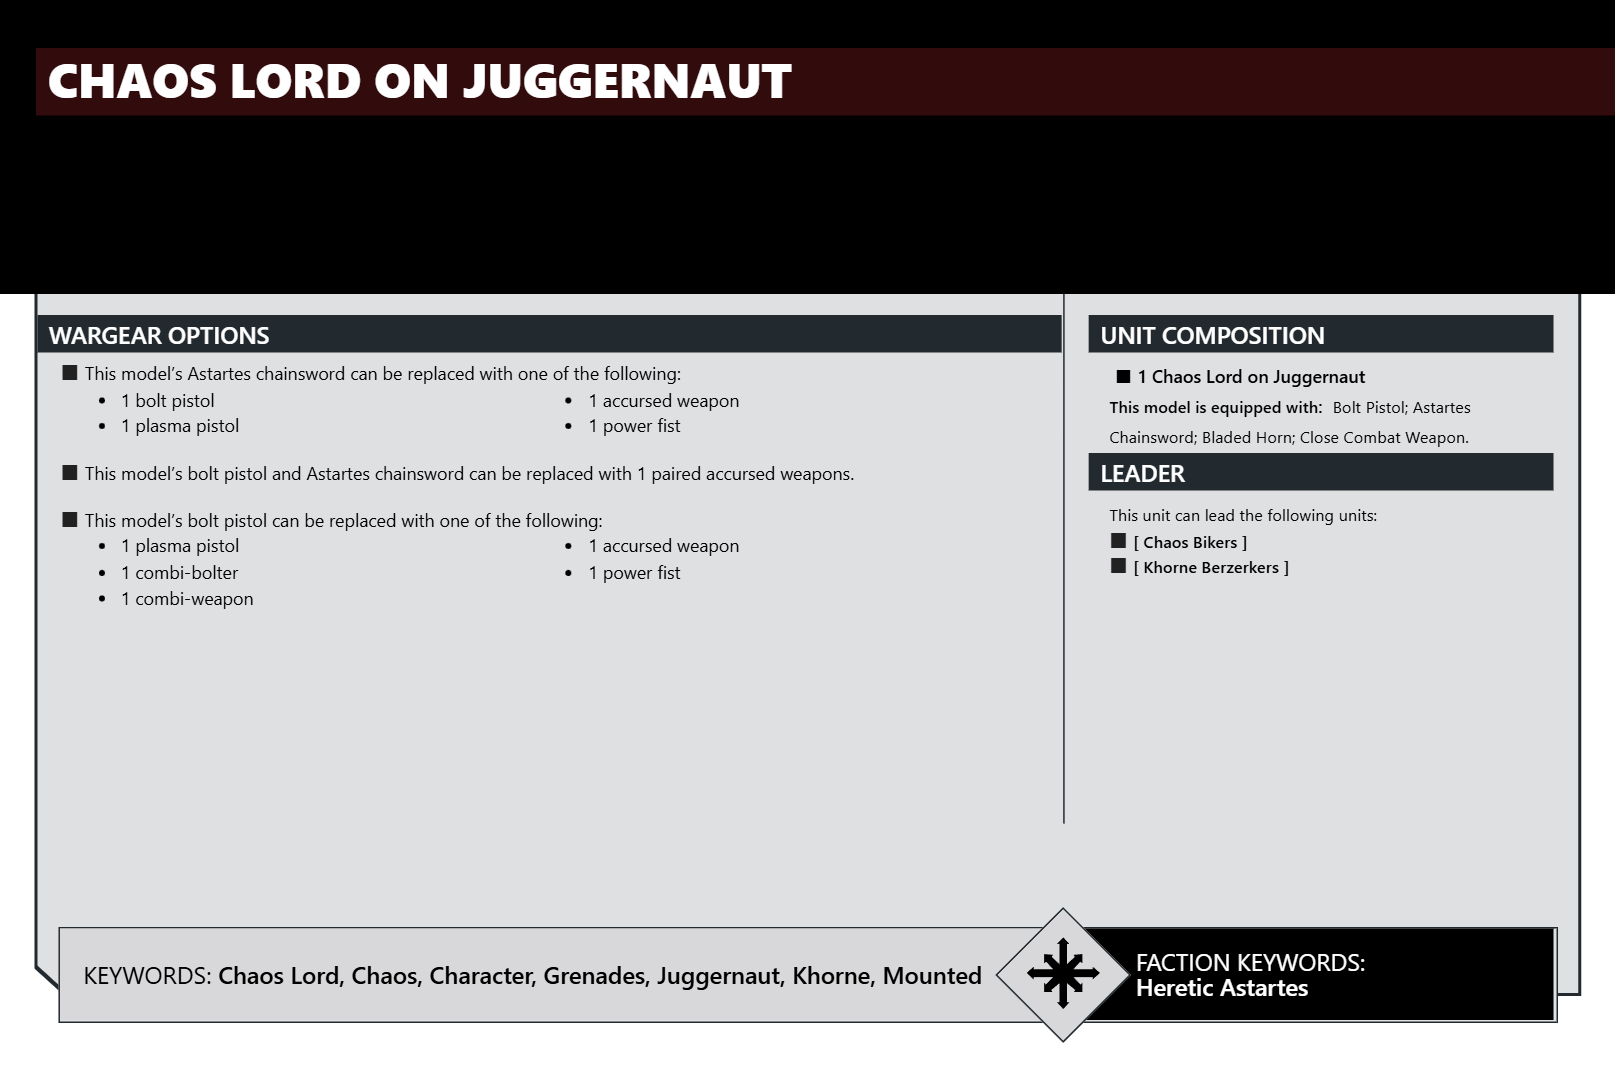 CHAOS LORD ON JUGGERNAUT
WARGEAR OPTIONS
This model's Astartes chainsword can be replaced with one of the following:
• 1 bolt pistol
• 1 plasma pistol
• 1 accursed weapon
• 1 power fist
This model's bolt pistol and Astartes chainsword can be replaced with 1 paired accursed weapons.
This model's bolt pistol can be replaced with one of the following:
• 1 plasma pistol
• 1 combi-bolter
• 1 combi-weapon
• 1 accursed weapon
• 1 power fist
UNIT COMPOSITION
1 Chaos Lord on Juggernaut
This model is equipped with: Bolt Pistol; Astartes
Chainsword; Bladed Horn; Close Combat Weapon.
LEADER
This unit can lead the following units:
[ Chaos Bikers ]
[ Khorne Berzerkers ]
KEYWORDS: Chaos Lord, Chaos, Character, Grenades, Juggernaut, Khorne, Mounted
FACTION KEYWORDS:
Heretic Astartes